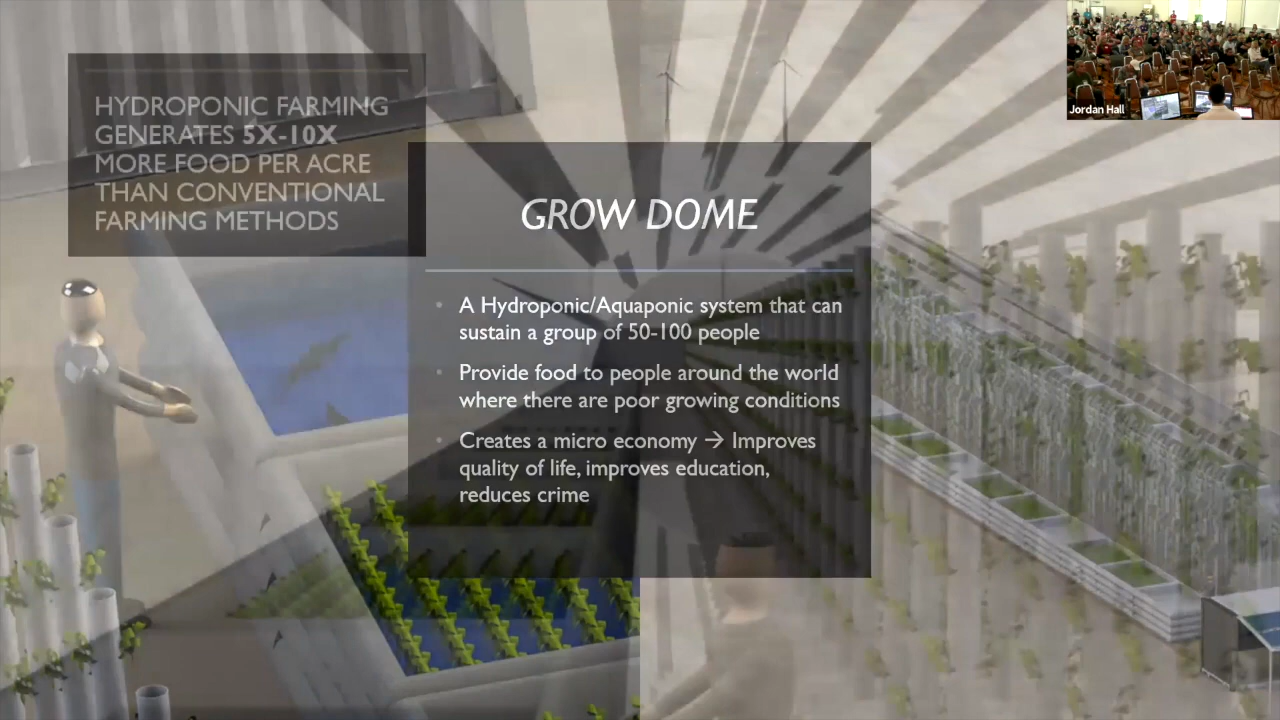 HYDROPONIC FARMING
GENERATES 5X-10X
MORE FOOD PER ACRE
THAN CONVENTIONAL
FARMING METHODS
GROW DOME
• A Hydroponic/Aquaponic system that can
sustain a group of 50-100 people
• Provide food to people around the world
where there are poor growing conditions
• Creates a micro economy → Improves
quality of life, improves education,
reduces crime
Jordan Hall